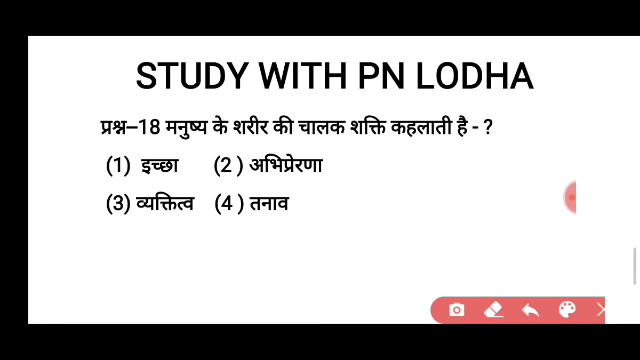 STUDY WITH PN LODHA
प्रश्न–18 मनुष्य के शरीर की चालक शक्ति कहलाती है - ?
(1) इच्छा (2 ) अभिप्रेरणा
(3) व्यक्तित्व (4 ) तनाव